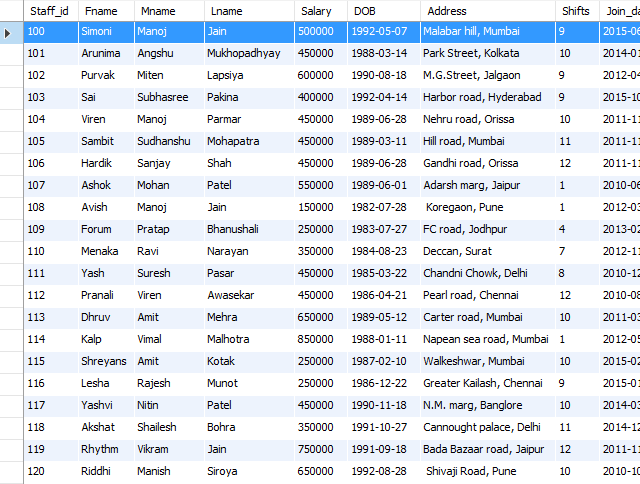 Staff_id Fname Mname Lname Salary DOB Address Shifts Join_da
100 Simoni Manoj Jain 500000 1992-05-07 Malabar hill, Mumbai 9 2015-06
101 Arunima Angshu Mukhopadhyay 450000 1988-03-14 Park Street, Kolkata 10 2014-01
102 Purvak Miten Lapsiya 600000 1990-08-18 M.G.Street, Jalgaon 9 2012-04
103 Sai Subhasree Pakina 400000 1992-04-14 Harbor road, Hyderabad 9 2015-10
104 Viren Manoj Parmar 450000 1989-06-28 Nehru road, Orissa 10 2011-11
105 Sambit Sudhanshu Mohapatra 450000 1989-03-11 Hill road, Mumbai 11 2011-11
106 Hardik Sanjay Shah 450000 1989-06-28 Gandhi road, Orissa 12 2011-11
107 Ashok Mohan Patel 550000 1989-06-01 Adarsh marg, Jaipur 1 2010-06
108 Avish Manoj Jain 150000 1982-07-28 Koregaon, Pune 1 2012-03
109 Forum Pratap Bhanushali 250000 1983-07-27 FC road, Jodhpur 4 2013-02
110 Menaka Ravi Narayan 350000 1984-08-23 Deccan, Surat 7 2012-11
111 Yash Suresh Pasar 450000 1985-03-22 Chandni Chowk, Delhi 8 2010-12
112 Pranali Viren Awasekar 450000 1986-04-21 Pearl road, Chennai 12 2010-08
113 Dhruv Amit Mehra 650000 1989-05-12 Carter road, Mumbai 10 2011-03
114 Kalp Vimal Malhotra 850000 1988-01-11 Napean sea road, Mumbai 1 2012-05
115 Shreyans Amit Kotak 250000 1987-02-10 Walkeshwar, Mumbai 10 2015-02
116 Lesha Rajesh Munot 250000 1986-12-22 Greater Kailash, Chennai 9 2015-01
117 Yashvi Nitin Patel 450000 1990-11-18 N.M. marg, Banglore 10 2014-03
118 Akshat Shailesh Bohra 350000 1991-10-27 Cannought palace, Delhi 11 2014-12
119 Rhythm Vikram Jain 750000 1991-09-18 Bada Bazaar road, Jaipur 12 2011-11
120 Riddhi Manish Siroya 650000 1992-08-28 Shivaji Road, Pune 10 2010-10